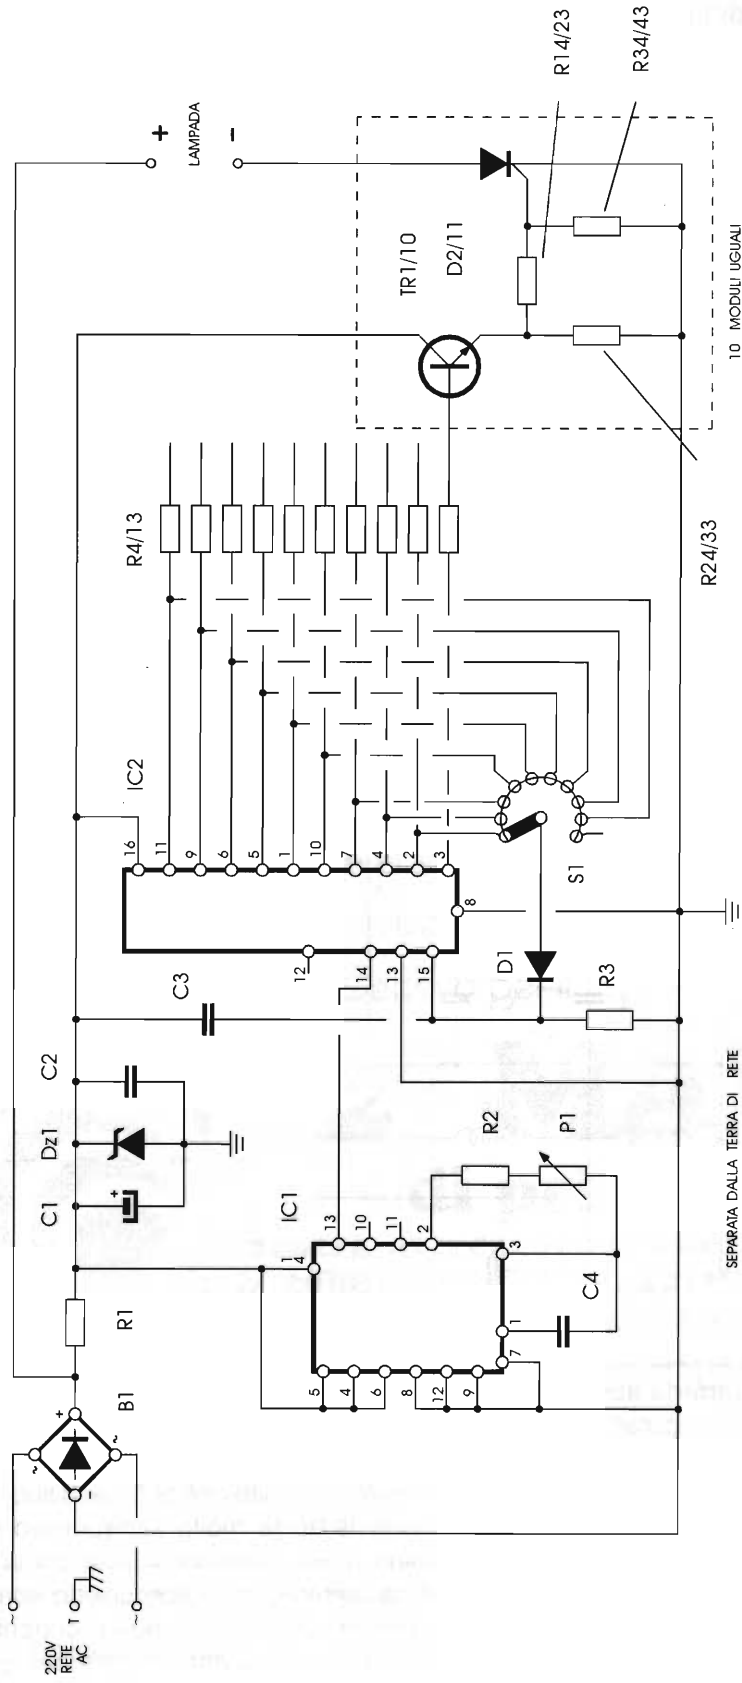 220V
RETE
AC
~
T
~
B1
~
+
~
-
R1
C1
+
Dz1
C2
C3
IC1
1
4
13
10
11
2
3
1
7
5
4
6
8
12
9
R2
P1
C4
IC2
16
11
9
6
5
1
10
7
4
2
3
8
12
14
13
15
D1
R3
S1
R4/13
TR1/10
D2/11
R14/23
R34/43
R24/33
+
LAMPADA
-
10 MODULI UGUALI
SEPARATA DALLA TERRA DI RETE